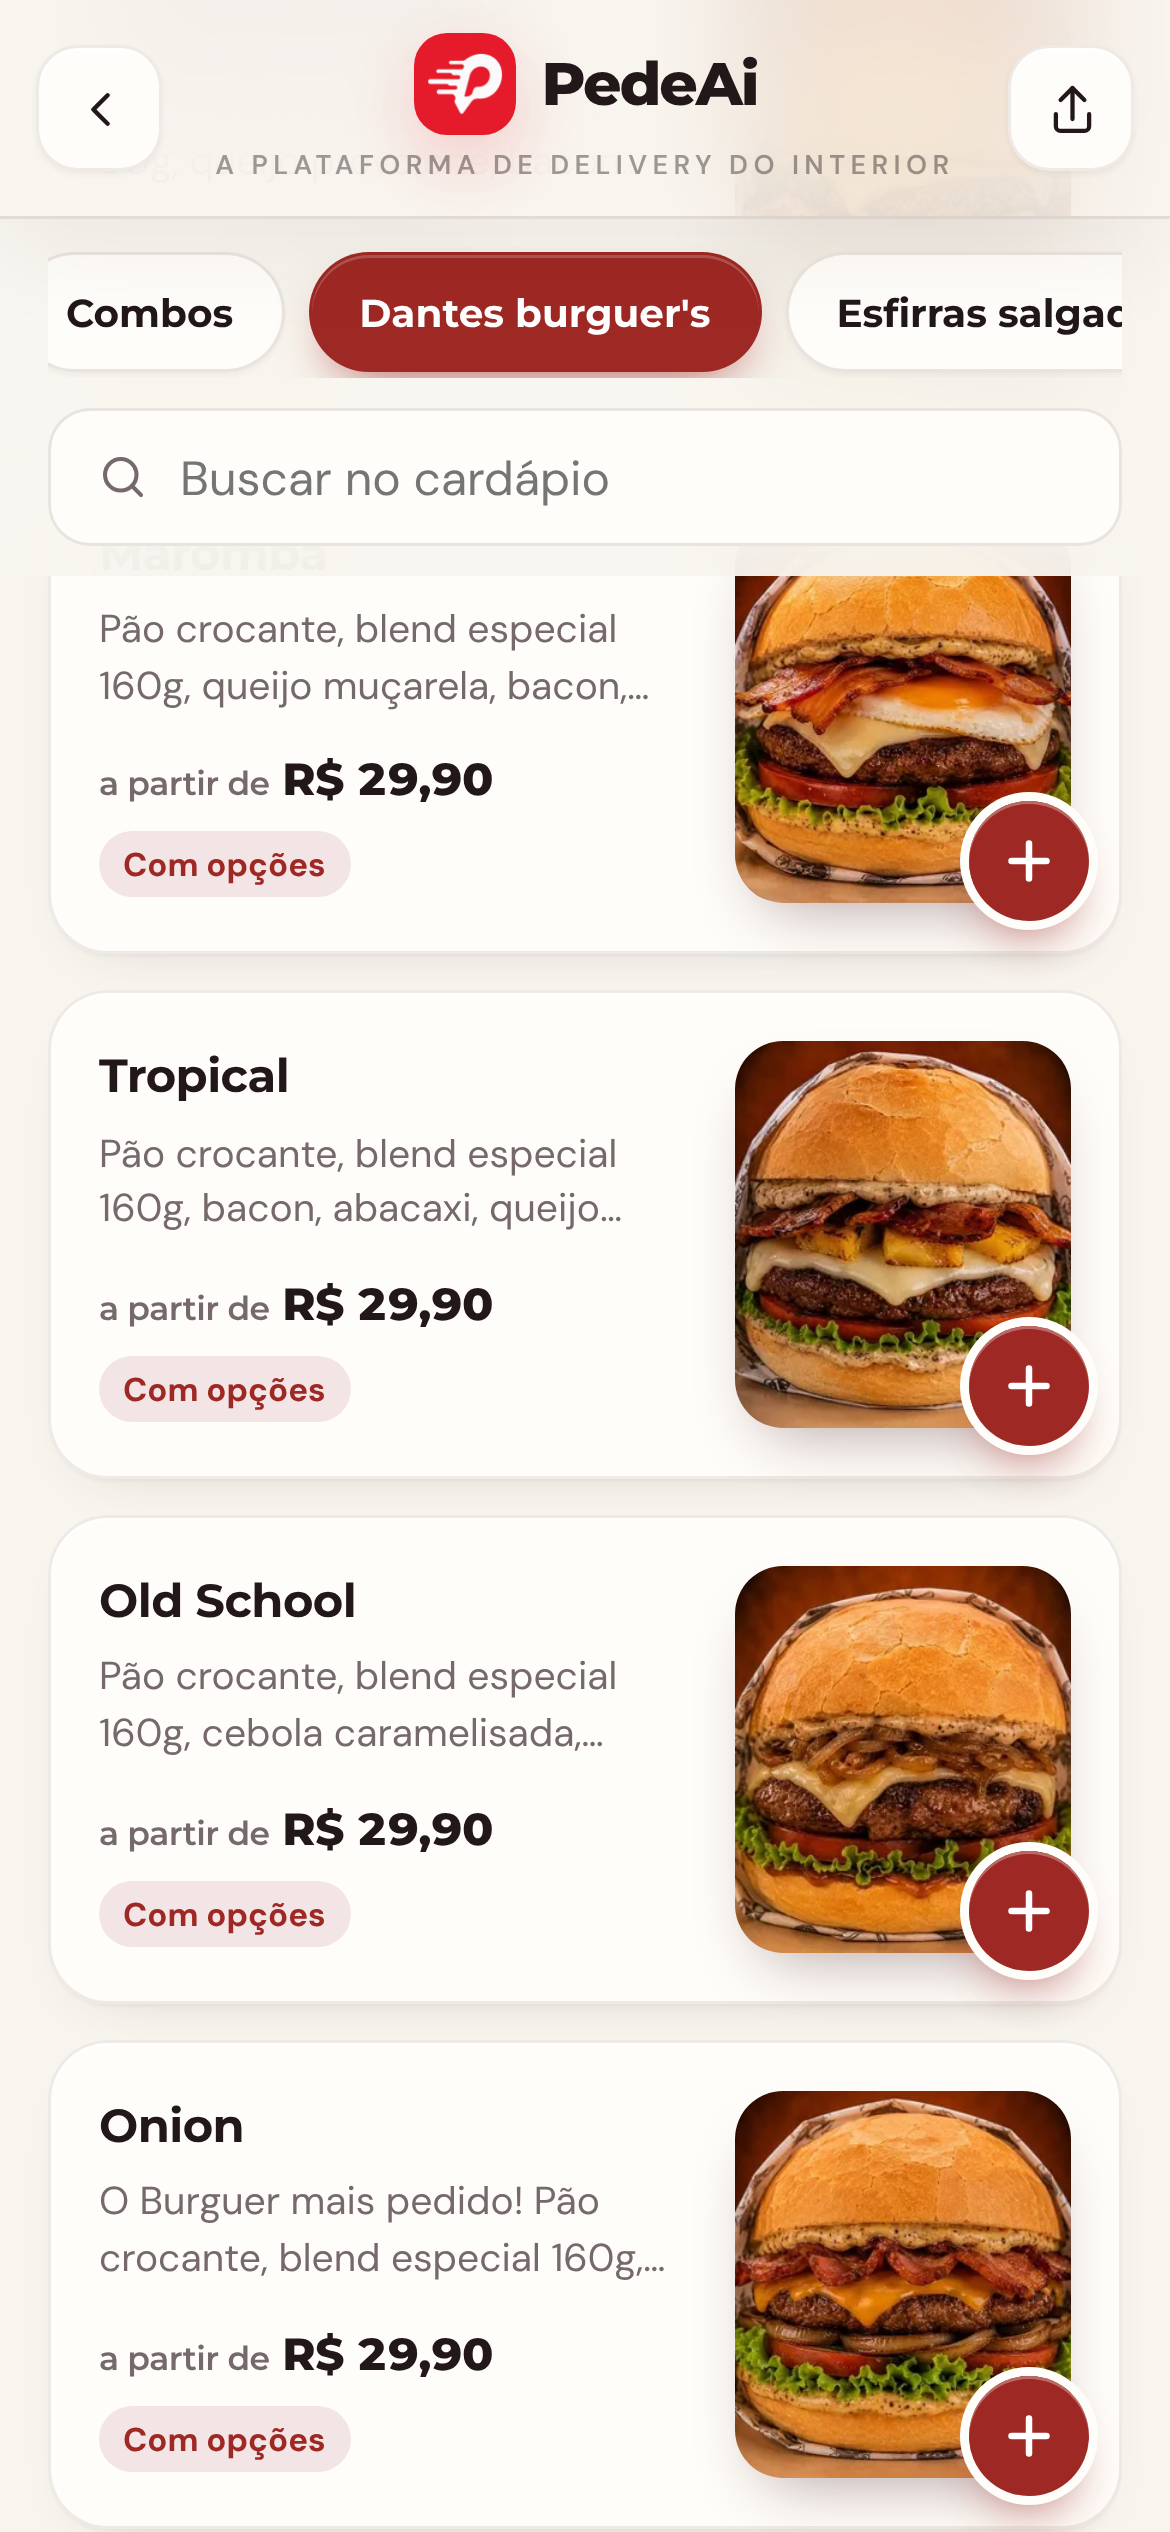 PedeAi
A PLATAFORMA DE DELIVERY DO INTERIOR
Combos
Dantes burguer's
Esfirras salgad
Buscar no cardápio
Maromba
Pão crocante, blend especial
160g, queijo muçarela, bacon,...
a partir de R$ 29,90
Com opções
Tropical
Pão crocante, blend especial
160g, bacon, abacaxi, queijo...
a partir de R$ 29,90
Com opções
Old School
Pão crocante, blend especial
160g, cebola caramelisada,...
a partir de R$ 29,90
Com opções
Onion
O Burguer mais pedido! Pão
crocante, blend especial 160g,...
a partir de R$ 29,90
Com opções